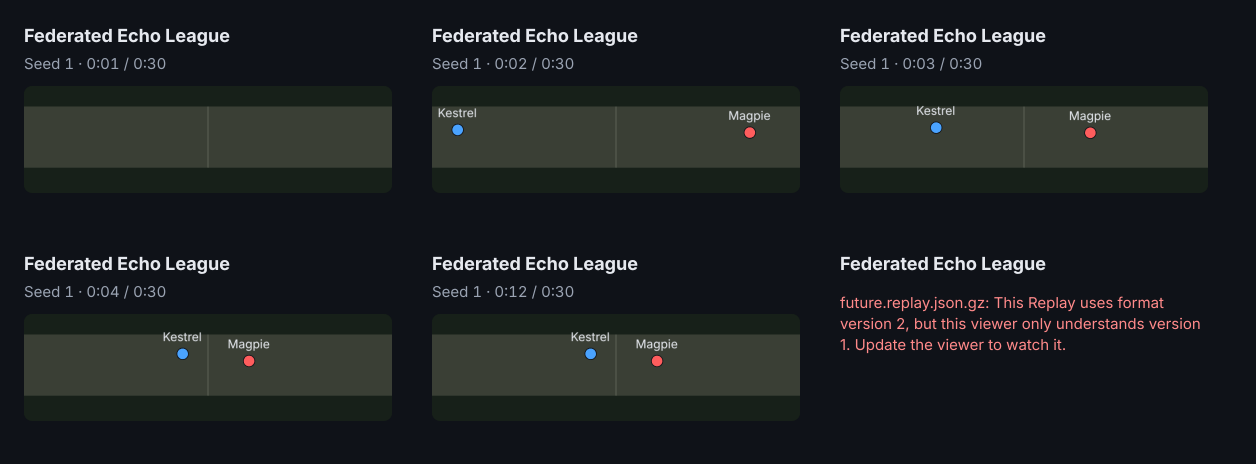 Federated Echo League
Seed 1 · 0:01 / 0:30
Federated Echo League
Seed 1 · 0:02 / 0:30
Kestrel
Magpie
Federated Echo League
Seed 1 · 0:03 / 0:30
Kestrel
Magpie
Federated Echo League
Seed 1 · 0:04 / 0:30
Kestrel
Magpie
Federated Echo League
Seed 1 · 0:12 / 0:30
Kestrel
Magpie
Federated Echo League
future.replay.json.gz: This Replay uses format
version 2, but this viewer only understands version
1. Update the viewer to watch it.